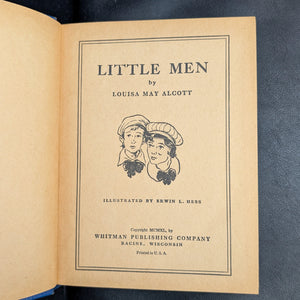 LITTLE MEN
by
LOUISA MAY ALCOTT
ILLUSTRATED BY ERWIN L. HESS
Copyright MCMXL, by
WHITMAN PUBLISHING COMPANY
RACINE, WISCONSIN
Printed in U.S.A.